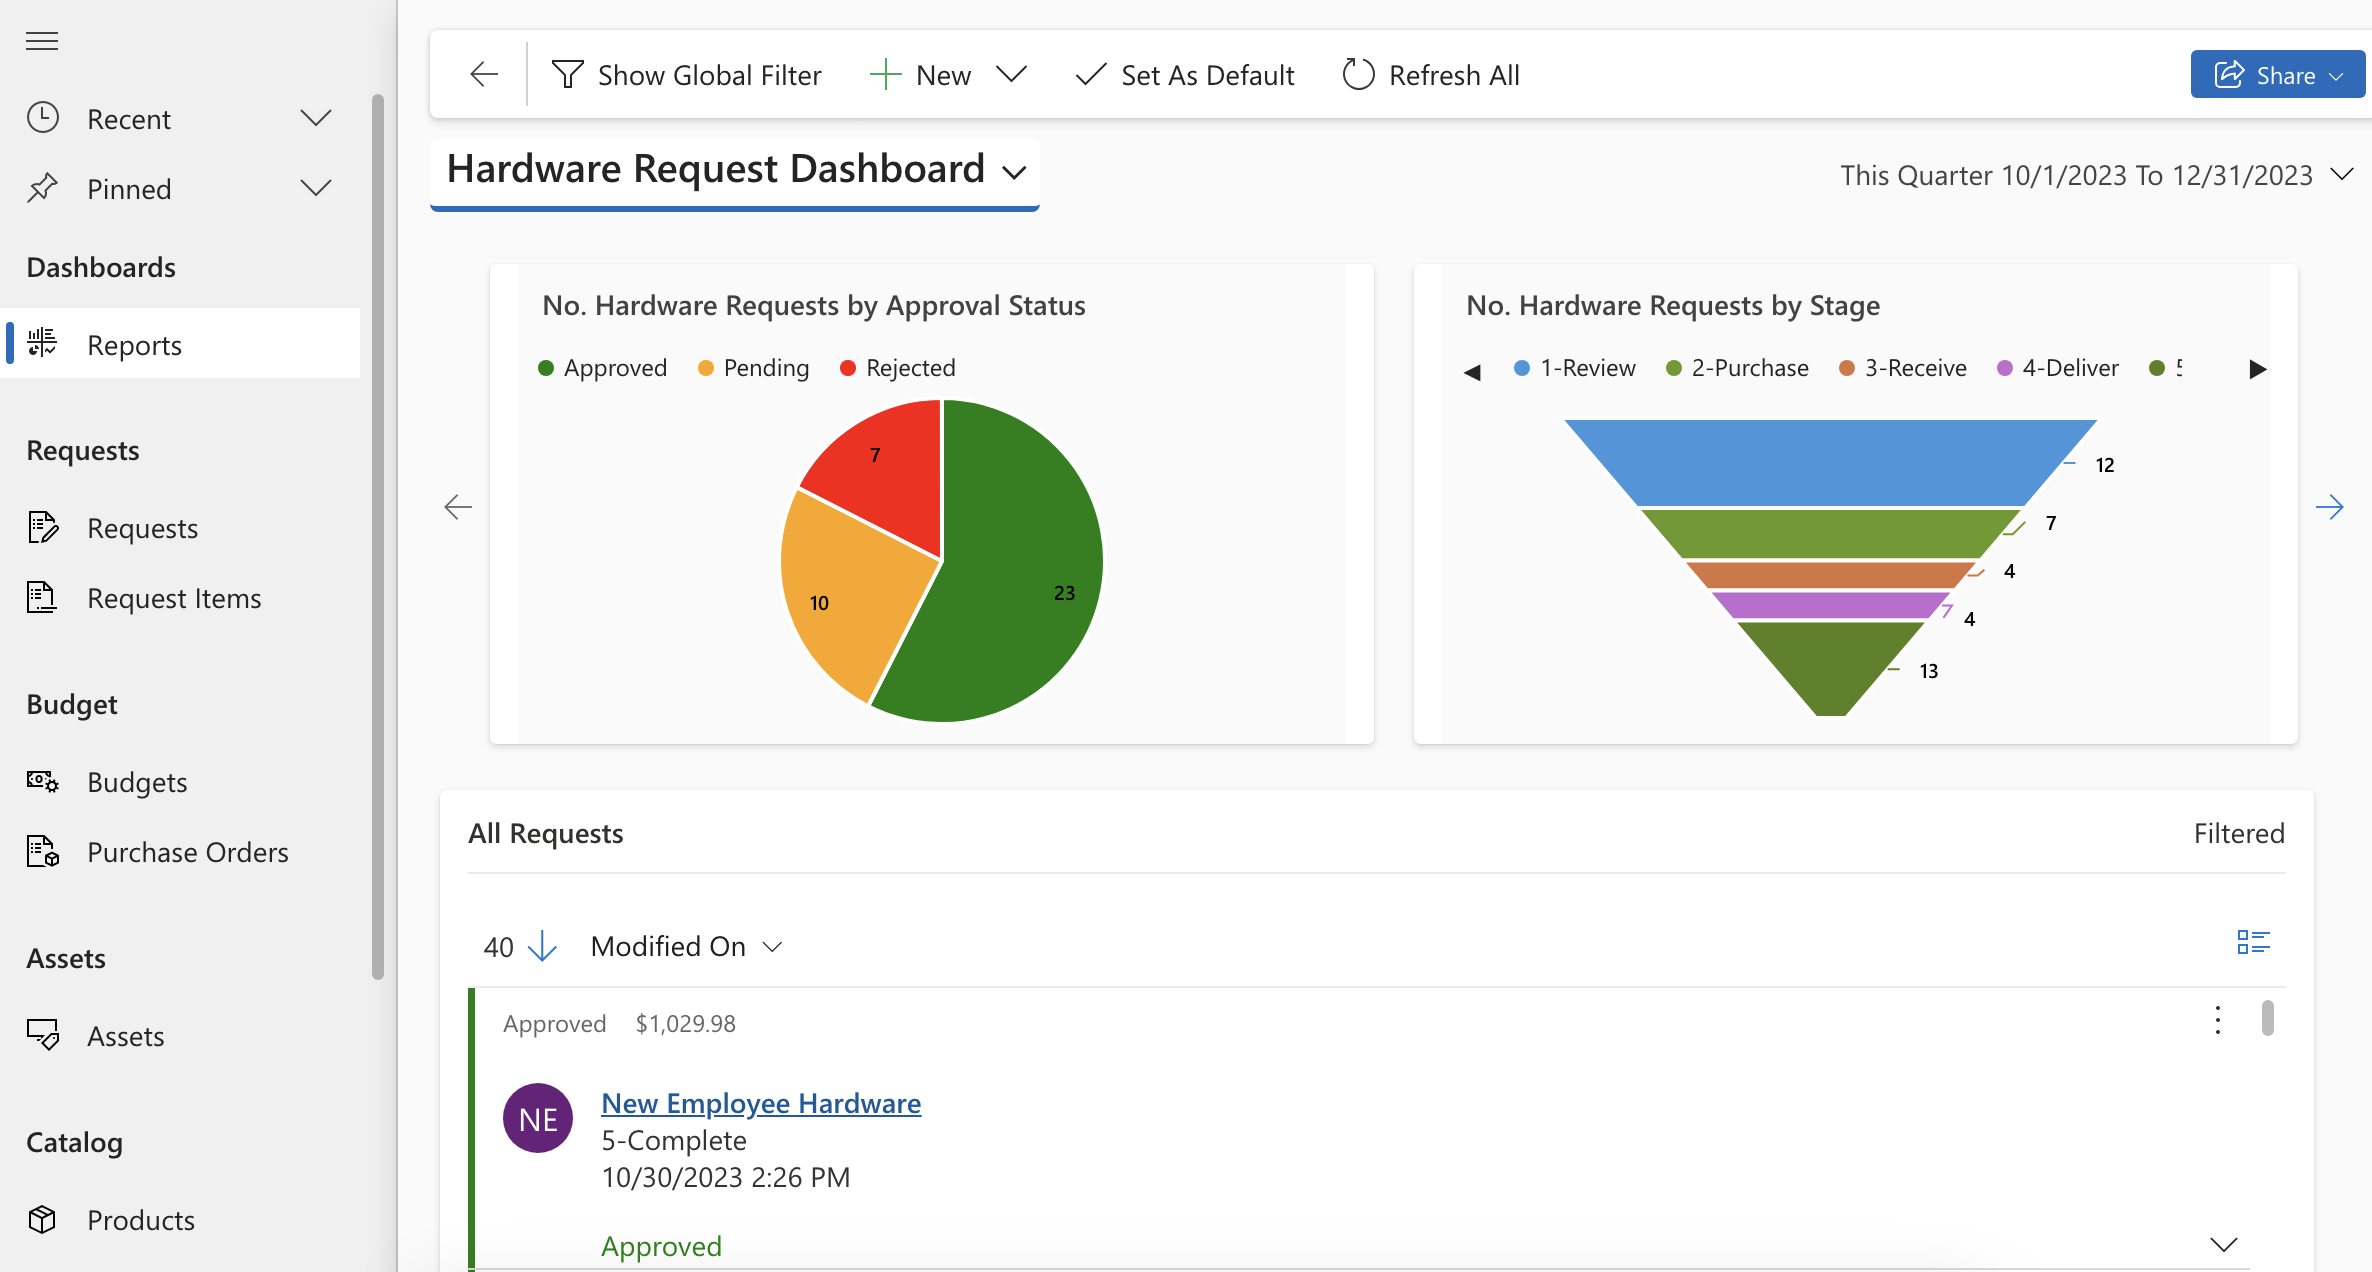 Recent
Pinned
Dashboards
Reports
Requests
Requests
Request Items
Budget
Budgets
Purchase Orders
Assets
Assets
Catalog
Products
Show Global Filter New Set As Default Refresh All Share
Hardware Request Dashboard
This Quarter 10/1/2023 To 12/31/2023
No. Hardware Requests by Approval Status
Approved Pending Rejected
7
10
23
No. Hardware Requests by Stage
1-Review 2-Purchase 3-Receive 4-Deliver
12
7
4
4
13
All Requests Filtered
40 Modified On
Approved $1,029.98
NE
New Employee Hardware
5-Complete
10/30/2023 2:26 PM
Approved